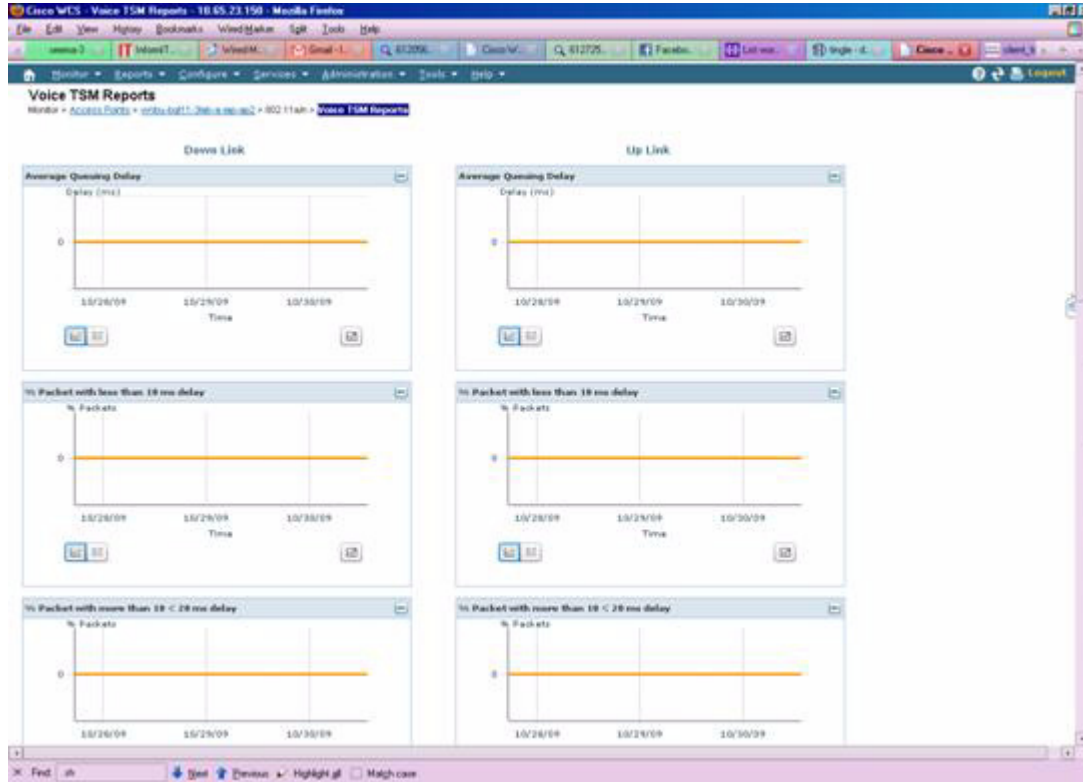 Cisco WCS - Voice TSM Reports - 10.65.23.150 - Mozilla Firefox
File Edit View History Bookmarks Split Tools Help
Gmail - I... Cisco W... 612725... Facebo... Cisco ...
Monitor Reports Configure Services Administration Tools Help Logout
Voice TSM Reports
Monitor > Access Points > > 802.11a/n > Voice TSM Reports
Down Link Up Link
Average Queuing Delay Average Queuing Delay
Delay (ms) Delay (ms)
0 0
10/28/09 10/29/09 10/30/09 10/28/09 10/29/09 10/30/09
Time Time
% Packet with less than 10 ms delay % Packet with less than 10 ms delay
% Packets % Packets
0 0
10/28/09 10/29/09 10/30/09 10/28/09 10/29/09 10/30/09
Time Time
% Packet with more than 10 < 20 ms delay % Packet with more than 10 < 20 ms delay
% Packets % Packets
0 0
10/28/09 10/29/09 10/30/09 10/28/09 10/29/09 10/30/09
Find: sh Next Previous Highlight all Match case